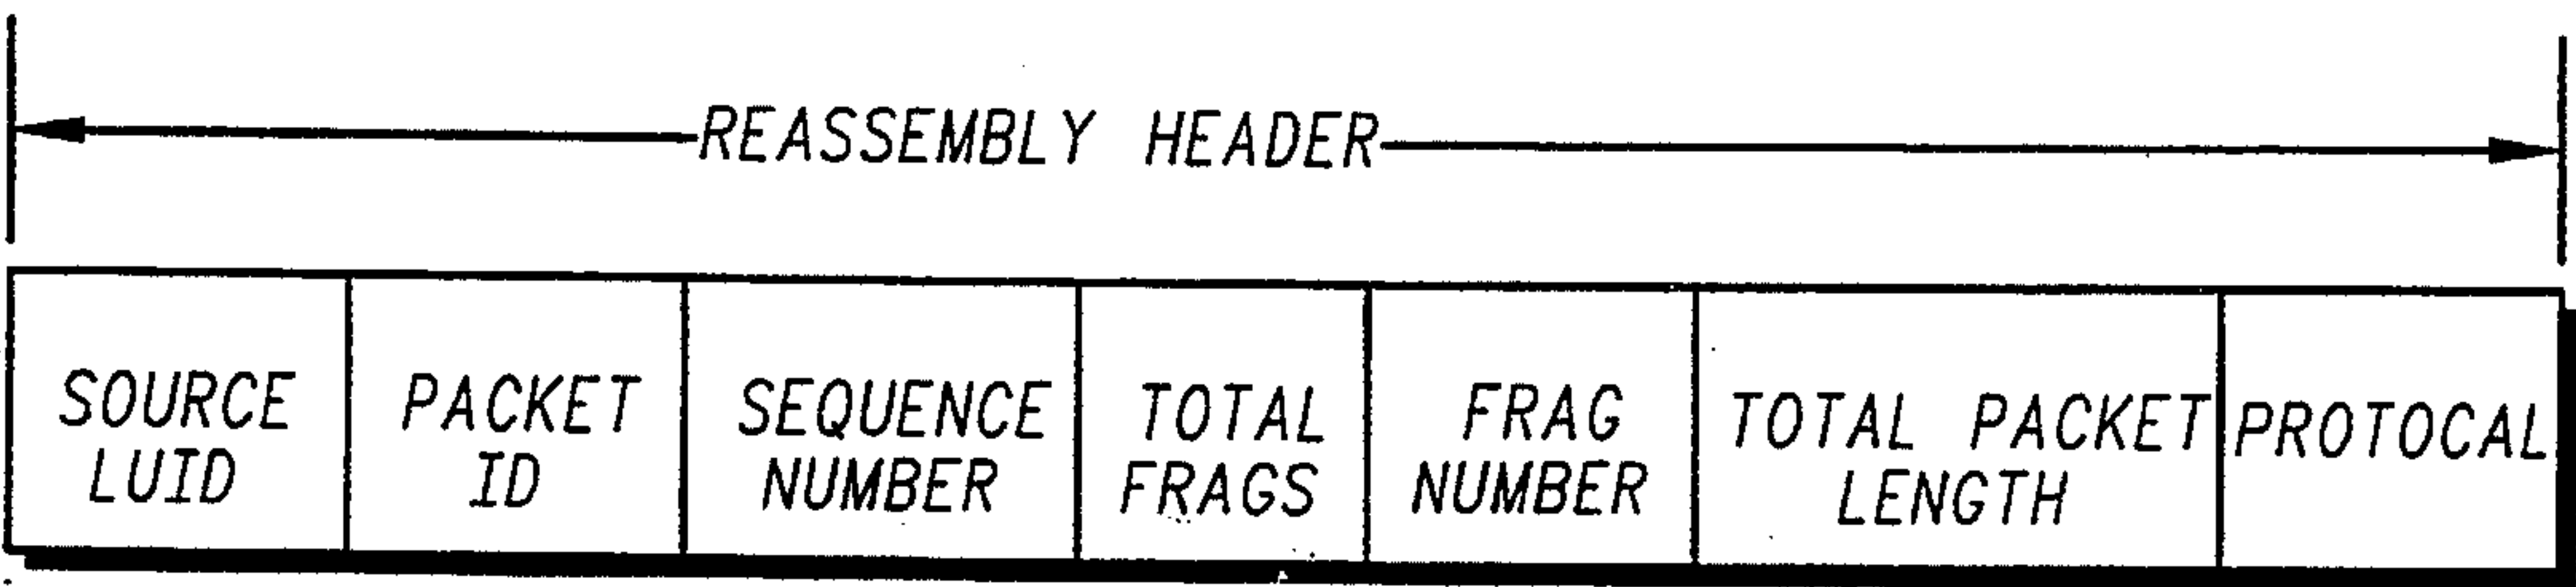 REASSEMBLY HEADER
SOURCE
LUID
PACKET
ID
SEQUENCE
NUMBER
TOTAL
FRAGS
FRAG
NUMBER
TOTAL PACKET
LENGTH
PROTOCAL